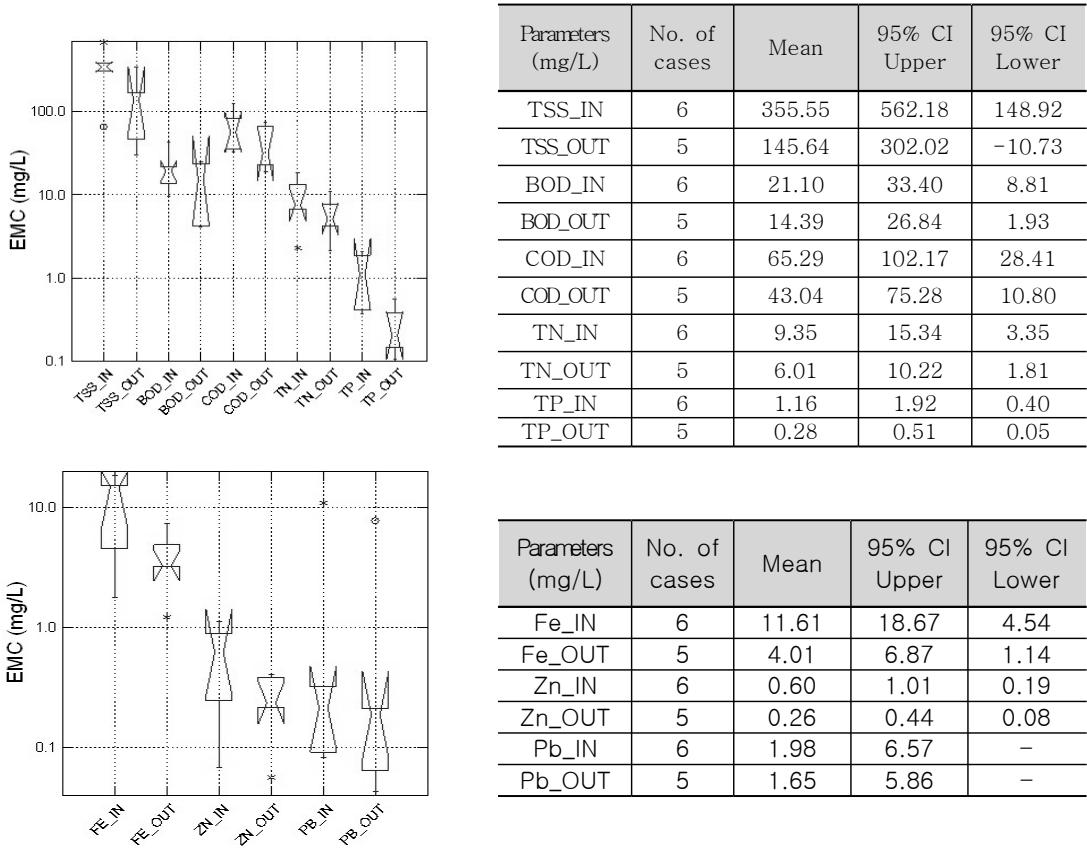 EMC (mg/L)
100.0
10.0
1.0
0.1
TSS_IN TSS_OUT BOD_IN BOD_OUT COD_IN COD_OUT TN_IN TN_OUT TP_IN TP_OUT
Parameters (mg/L) No. of cases Mean 95% CI Upper 95% CI Lower
TSS_IN 6 355.55 562.18 148.92
TSS_OUT 5 145.64 302.02 -10.73
BOD_IN 6 21.10 33.40 8.81
BOD_OUT 5 14.39 26.84 1.93
COD_IN 6 65.29 102.17 28.41
COD_OUT 5 43.04 75.28 10.80
TN_IN 6 9.35 15.34 3.35
TN_OUT 5 6.01 10.22 1.81
TP_IN 6 1.16 1.92 0.40
TP_OUT 5 0.28 0.51 0.05
EMC (mg/L)
10.0
1.0
0.1
FE_IN FE_OUT ZN_IN ZN_OUT PB_IN PB_OUT
Parameters (mg/L) No. of cases Mean 95% CI Upper 95% CI Lower
Fe_IN 6 11.61 18.67 4.54
Fe_OUT 5 4.01 6.87 1.14
Zn_IN 6 0.60 1.01 0.19
Zn_OUT 5 0.26 0.44 0.08
Pb_IN 6 1.98 6.57 -
Pb_OUT 5 1.65 5.86 -